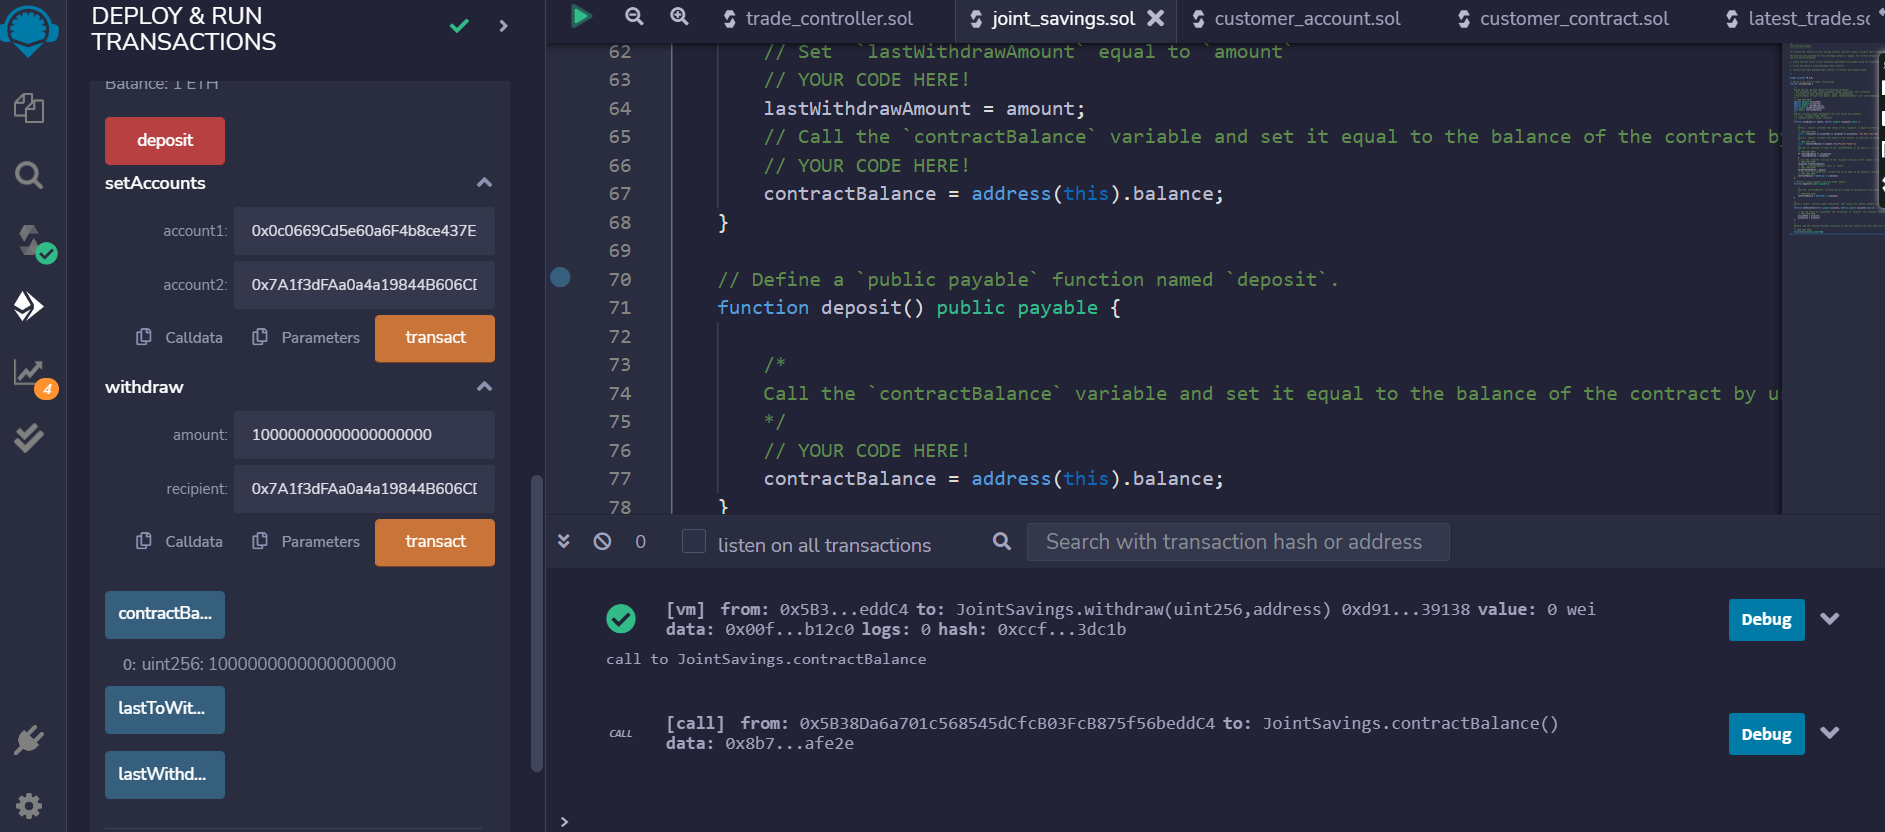 DEPLOY & RUN
TRANSACTIONS
Balance: 1 ETH
deposit
setAccounts
account1: 0x0c0669Cd5e60a6F4b8ce437E
account2: 0x7A1f3dFAa0a4a19844B606CD
Calldata Parameters transact
withdraw
amount: 10000000000000000000
recipient: 0x7A1f3dFAa0a4a19844B606CD
Calldata Parameters transact
contractBa...
0: uint256: 1000000000000000000
lastToWit...
lastWithd...
4
trade_controller.sol joint_savings.sol customer_account.sol customer_contract.sol latest_trade.sc
62 // Set `lastWithdrawAmount` equal to `amount`
63 // YOUR CODE HERE!
64 lastWithdrawAmount = amount;
65 // Call the `contractBalance` variable and set it equal to the balance of the contract by
66 // YOUR CODE HERE!
67 contractBalance = address(this).balance;
68 }
69
70 // Define a `public payable` function named `deposit`.
71 function deposit() public payable {
72
73 /*
74 Call the `contractBalance` variable and set it equal to the balance of the contract by u
75 */
76 // YOUR CODE HERE!
77 contractBalance = address(this).balance;
78 }
0 listen on all transactions Search with transaction hash or address
[vm] from: 0x5B3...eddC4 to: JointSavings.withdraw(uint256,address) 0xd91...39138 value: 0 wei
data: 0x00f...b12c0 logs: 0 hash: 0xccf...3dc1b
Debug
call to JointSavings.contractBalance
CALL [call] from: 0x5B38Da6a701c568545dCfcB03FcB875f56beddC4 to: JointSavings.contractBalance()
data: 0x8b7...afe2e
Debug
>